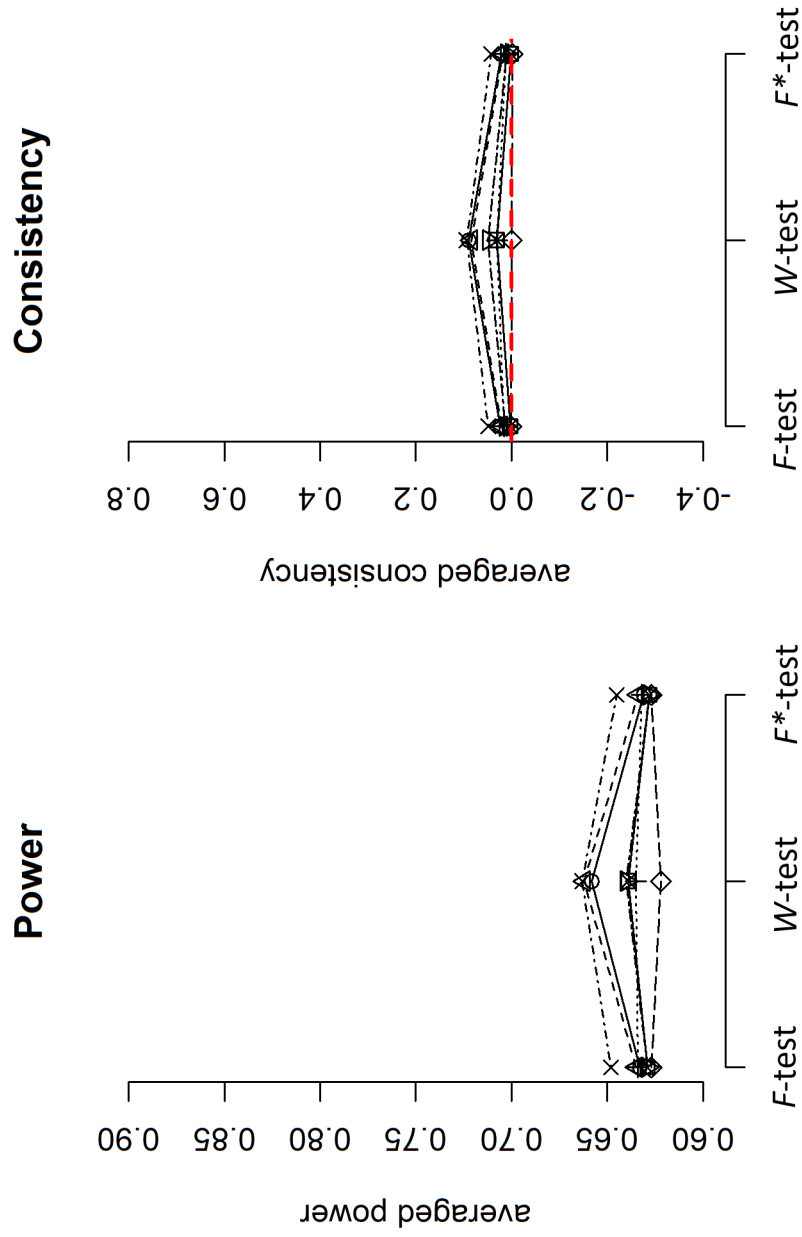 Power
averaged power
0.60 0.65 0.70 0.75 0.80 0.85 0.90
F-test W-test F*-test
Consistency
averaged consistency
-0.4 -0.2 0.0 0.2 0.4 0.6 0.8
F-test W-test F*-test